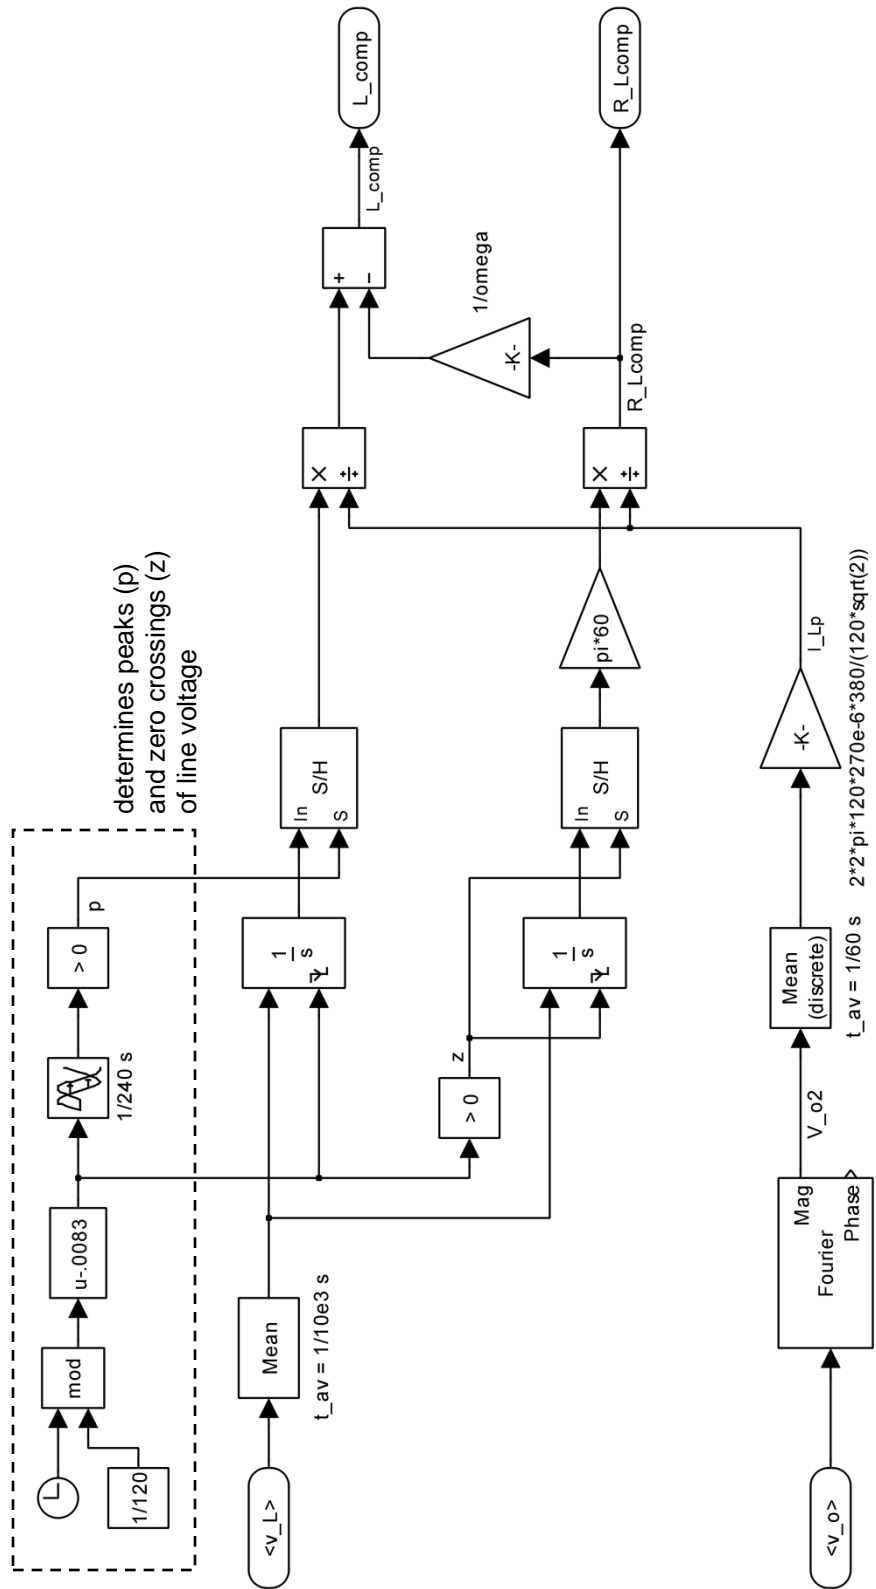 determines peaks (p)
and zero crossings (z)
of line voltage
1/120
mod
u-.0083
1/240 s
> 0
p
<v_L>
Mean
t_av = 1/10e3 s
1
s
In
S
S/H
×
÷
+
−
L_comp
L_comp
> 0
z
1
s
In
S
S/H
pi*60
×
÷
R_Lcomp
-K-
1/omega
R_Lcomp
<v_o>
Mag
Fourier
Phase
V_o2
Mean
(discrete)
t_av = 1/60 s
-K-
2*2*pi*120*270e-6*380/(120*sqrt(2))
I_Lp